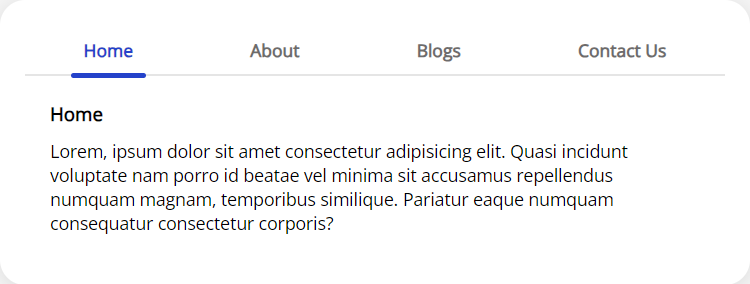 Home About Blogs Contact Us
Home
Lorem, ipsum dolor sit amet consectetur adipisicing elit. Quasi incidunt
voluptate nam porro id beatae vel minima sit accusamus repellendus
numquam magnam, temporibus similique. Pariatur eaque numquam
consequatur consectetur corporis?